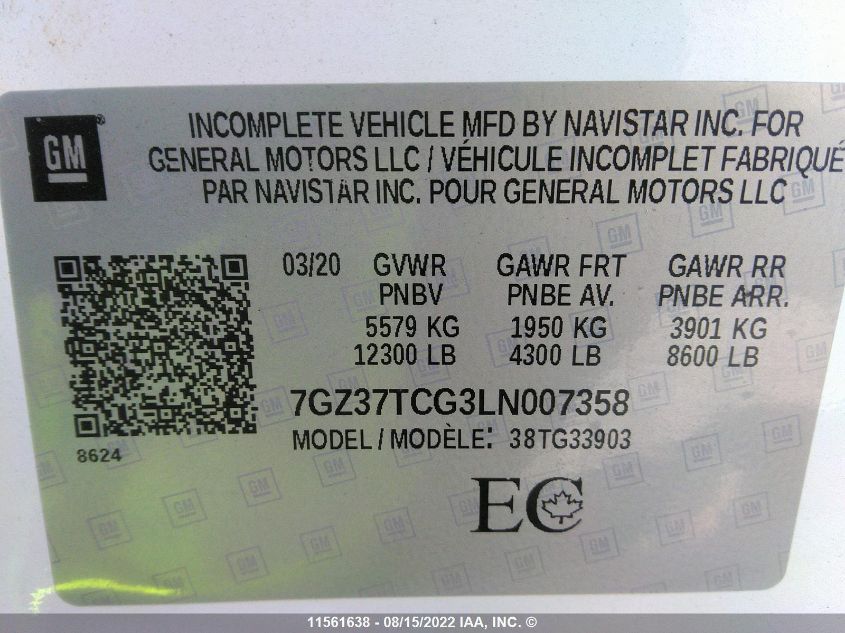 GM
INCOMPLETE VEHICLE MFD BY NAVISTAR INC. FOR
GENERAL MOTORS LLC / VÉHICULE INCOMPLET FABRIQUÉ
PAR NAVISTAR INC. POUR GENERAL MOTORS LLC
03/20 GVWR GAWR FRT GAWR RR
PNBV PNBE AV. PNBE ARR.
5579 KG 1950 KG 3901 KG
12300 LB 4300 LB 8600 LB
7GZ37TCG3LN007358
MODEL / MODÈLE: 38TG33903
8624
EC
11561638 - 08/15/2022 IAA, INC. ©